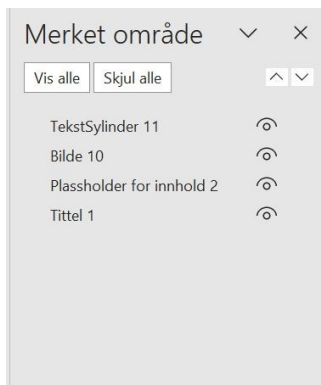 Merket område
Vis alle Skjul alle
TekstSylinder 11
Bilde 10
Plassholder for innhold 2
Tittel 1